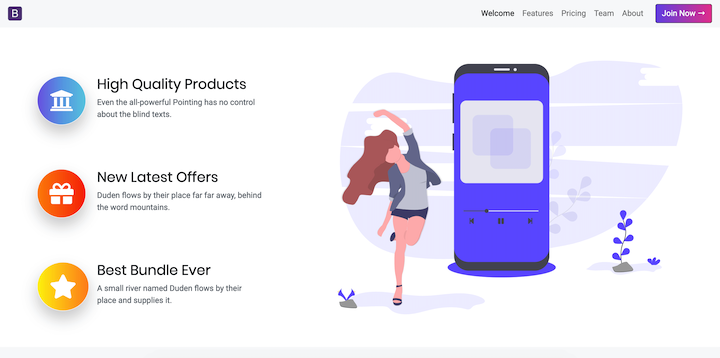 B
Welcome Features Pricing Team About Join Now →
High Quality Products
Even the all-powerful Pointing has no control
about the blind texts.
New Latest Offers
Duden flows by their place far far away, behind
the word mountains.
Best Bundle Ever
A small river named Duden flows by their
place and supplies it.